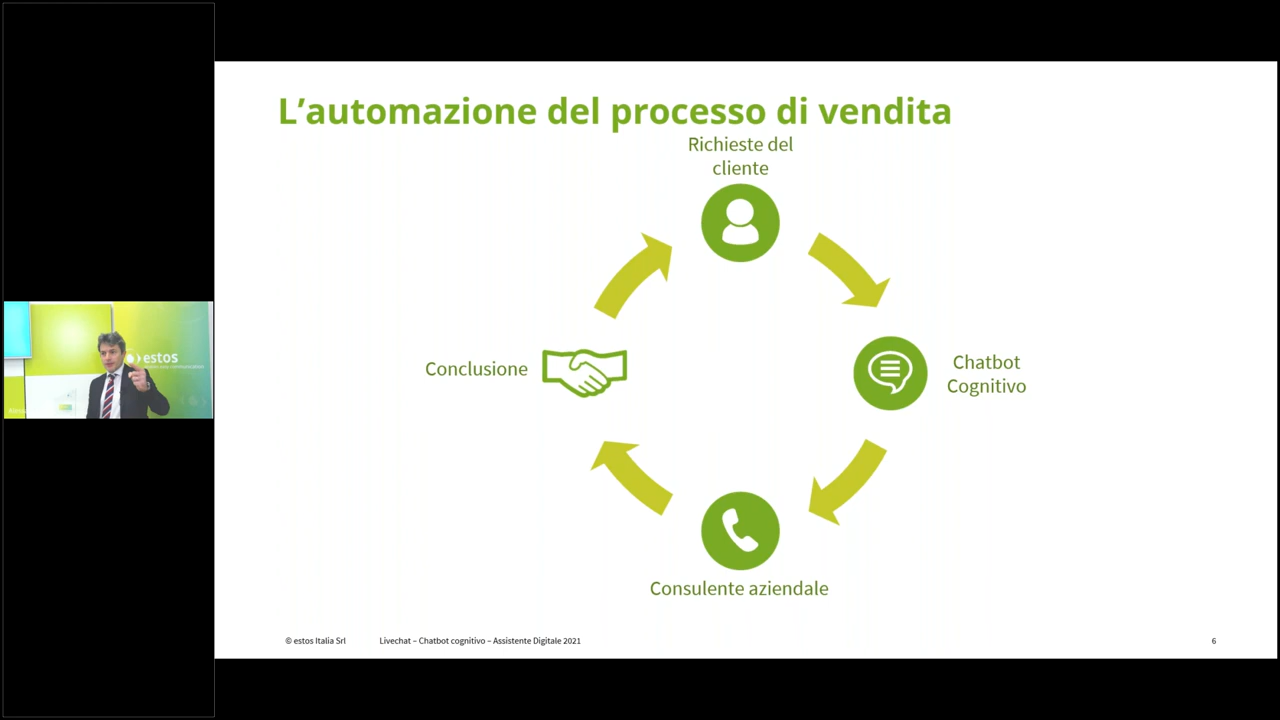 L’automazione del processo di vendita
Richieste del
cliente
Conclusione
Chatbot
Cognitivo
Consulente aziendale
© estos Italia Srl
Livechat – Chatbot cognitivo – Assistente Digitale 2021
6
estos